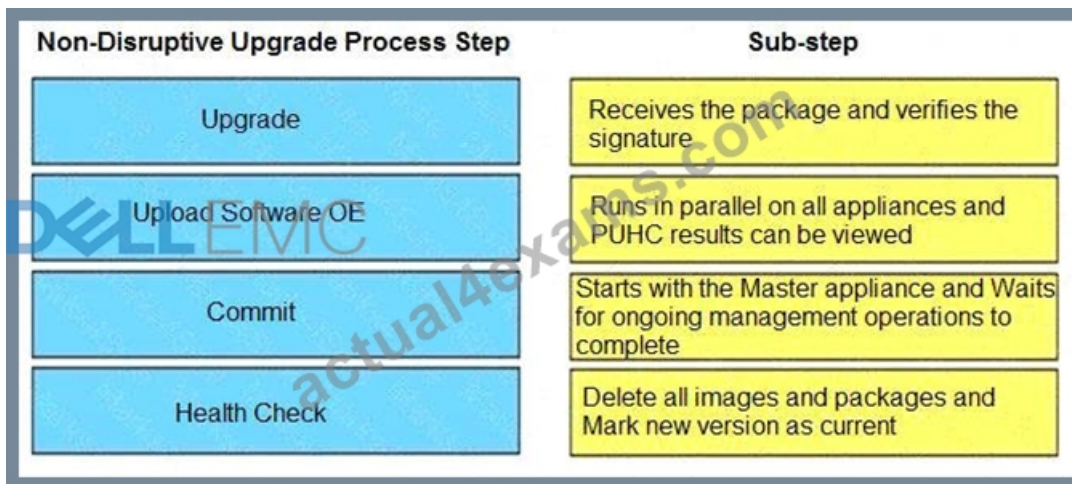 Non-Disruptive Upgrade Process Step
Sub-step
Upgrade
Receives the package and verifies the
signature
Upload Software OE
Runs in parallel on all appliances and
PUHC results can be viewed
Commit
Starts with the Master appliance and Waits
for ongoing management operations to
complete
Health Check
Delete all images and packages and
Mark new version as current
DELL EMC
actual4exams.com